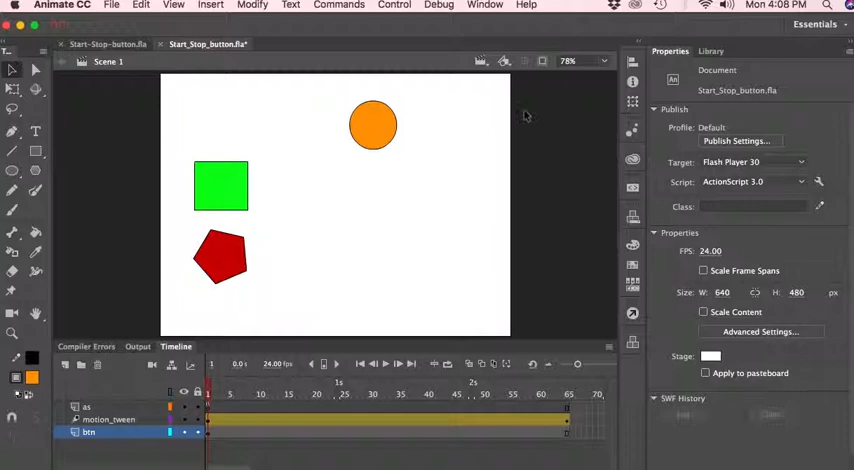 Animate CC File Edit View Insert Modify Text Commands Control Debug Window Help Mon 4:08 PM
Essentials
T...
Start-Stop-button.fla Start_Stop_button.fla*
Scene 1 78%
Properties Library
Document
An Start_Stop_button.fla
Publish
Profile: Default
Publish Settings...
Target: Flash Player 30
Script: ActionScript 3.0
Class:
Properties
FPS: 24.00
Scale Frame Spans
Size: W: 640 H: 480 px
Scale Content
Advanced Settings...
Stage:
Apply to pasteboard
SWF History
Compiler Errors Output Timeline
1 0.0 s 24.00 fps
1s 2s
1 5 10 15 20 25 30 35 40 45 50 55 60 65 70
as
motion_tween
btn